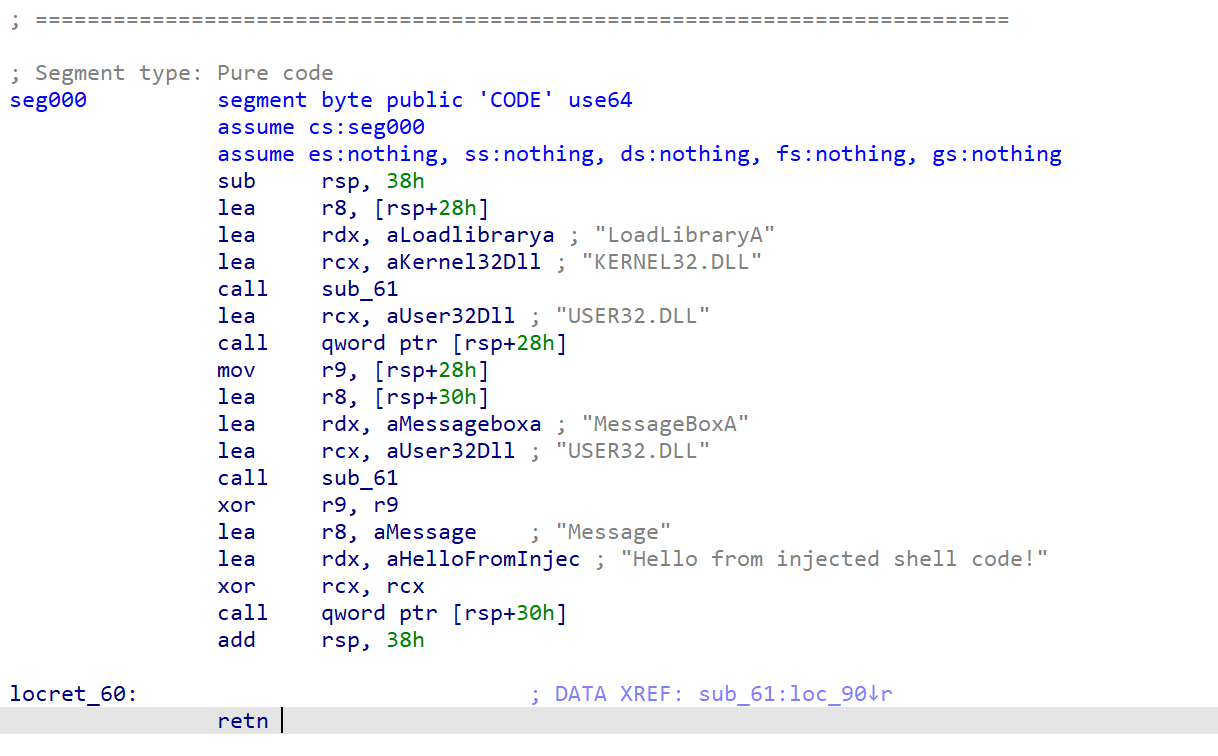 ; ===========================================================================
; Segment type: Pure code
seg000 segment byte public 'CODE' use64
assume cs:seg000
assume es:nothing, ss:nothing, ds:nothing, fs:nothing, gs:nothing
sub rsp, 38h
lea r8, [rsp+28h]
lea rdx, aLoadlibrarya ; "LoadLibraryA"
lea rcx, aKernel32Dll ; "KERNEL32.DLL"
call sub_61
lea rcx, aUser32Dll ; "USER32.DLL"
call qword ptr [rsp+28h]
mov r9, [rsp+28h]
lea r8, [rsp+30h]
lea rdx, aMessageboxa ; "MessageBoxA"
lea rcx, aUser32Dll ; "USER32.DLL"
call sub_61
xor r9, r9
lea r8, aMessage ; "Message"
lea rdx, aHelloFromInjec ; "Hello from injected shell code!"
xor rcx, rcx
call qword ptr [rsp+30h]
add rsp, 38h
locret_60: ; DATA XREF: sub_61:loc_90↓r
retn